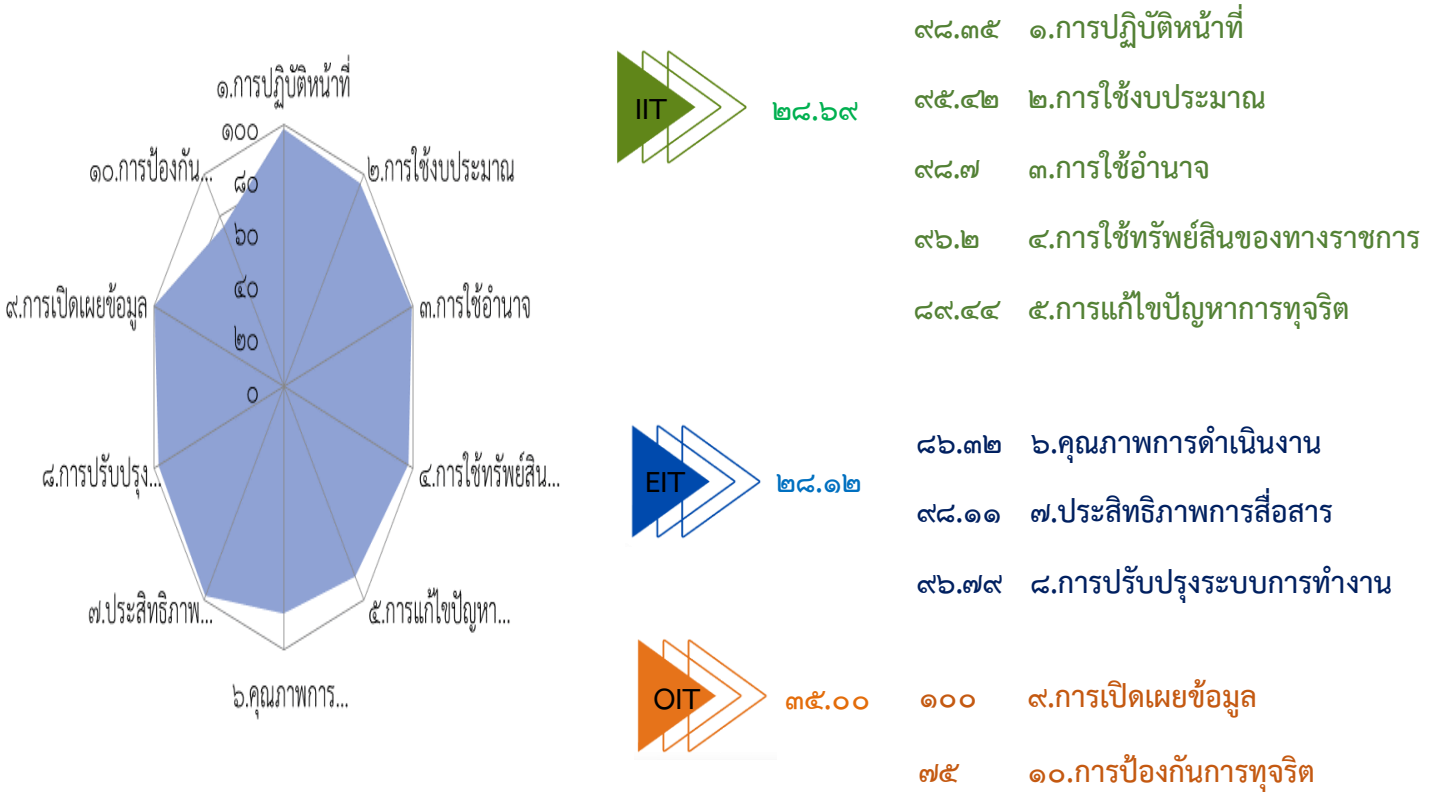 ๑.การปฏิบัติหน้าที่
๑๐๐
๑๐.การป้องกัน...
๘๐
๒.การใช้งบประมาณ
๖๐
๔๐
๙.การเปิดเผยข้อมูล
๓.การใช้อำนาจ
๒๐
๐
๘.การปรับปรุง...
๔.การใช้ทรัพย์สิน...
๗.ประสิทธิภาพ...
๕.การแก้ไขปัญหา...
๖.คุณภาพการ...
IIT ๒๘.๖๙
๙๘.๓๕ ๑.การปฏิบัติหน้าที่
๙๕.๔๒ ๒.การใช้งบประมาณ
๙๘.๗ ๓.การใช้อำนาจ
๙๖.๒ ๔.การใช้ทรัพย์สินของทางราชการ
๘๙.๔๔ ๕.การแก้ไขปัญหาการทุจริต
EIT ๒๘.๑๒
๘๖.๓๒ ๖.คุณภาพการดำเนินงาน
๙๘.๑๑ ๗.ประสิทธิภาพการสื่อสาร
๙๖.๗๙ ๘.การปรับปรุงระบบการทำงาน
OIT ๓๕.๐๐
๑๐๐ ๙.การเปิดเผยข้อมูล
๗๕ ๑๐.การป้องกันการทุจริต